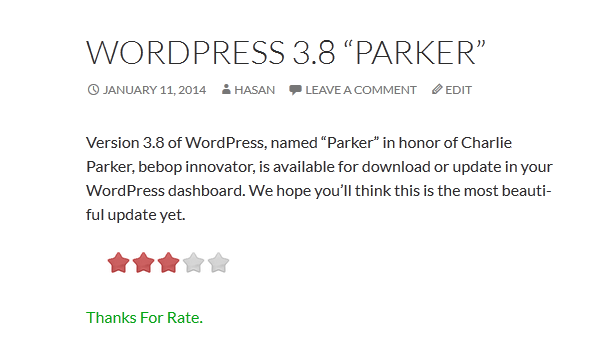 WORDPRESS 3.8 “PARKER”
JANUARY 11, 2014 HASAN LEAVE A COMMENT EDIT
Version 3.8 of WordPress, named “Parker” in honor of Charlie
Parker, bebop innovator, is available for download or update in your
WordPress dashboard. We hope you’ll think this is the most beauti-
ful update yet.
Thanks For Rate.